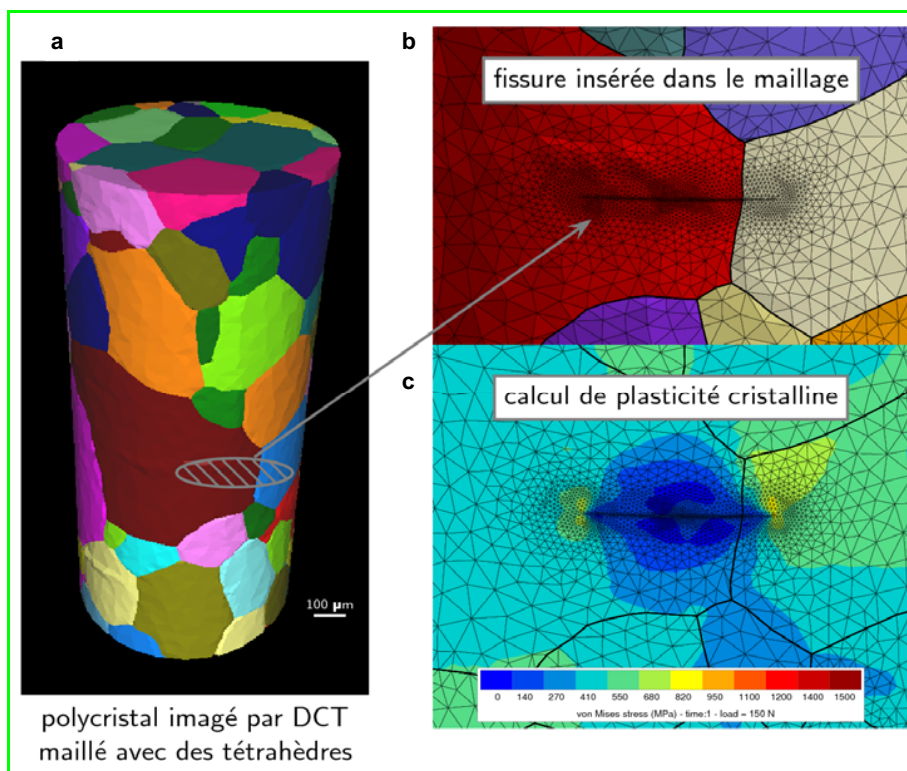 a
b
fissure insérée dans le maillage
c
calcul de plasticité cristalline
100 µm
0 140 270 410 550 680 820 950 1100 1200 1400 1500
von Mises stress (MPa) - time:1 - load = 150 N
polycristal imagé par DCT
maillé avec des tétrahèdres